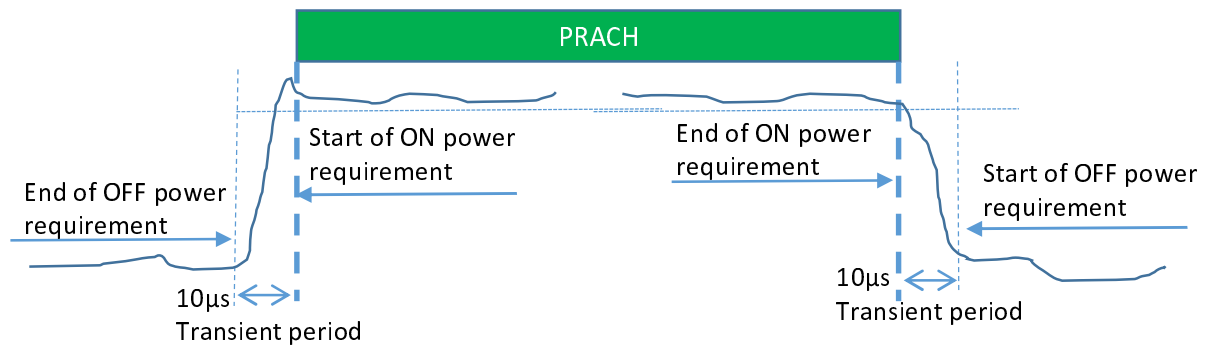 PRACH
Start of ON power
requirement
End of ON power
requirement
End of OFF power
requirement
Start of OFF power
requirement
10µs
Transient period
10µs
Transient period